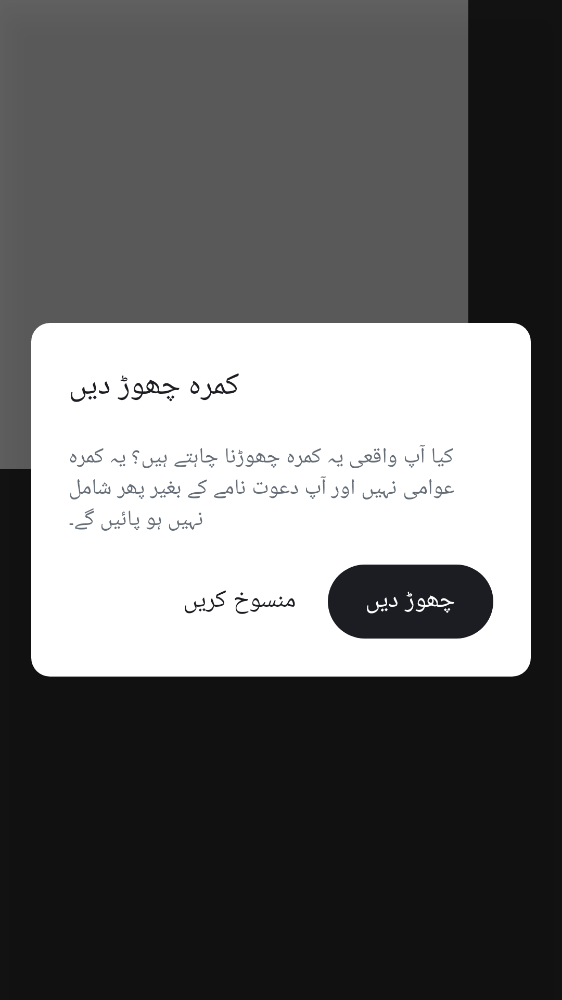 کمرہ چھوڑ دیں
کیا آپ واقعی یہ کمرہ چھوڑنا چاہتے ہیں؟ یہ کمرہ
عوامی نہیں اور آپ دعوت نامے کے بغیر پھر شامل
نہیں ہو پائیں گے۔
چھوڑ دیں
منسوخ کریں